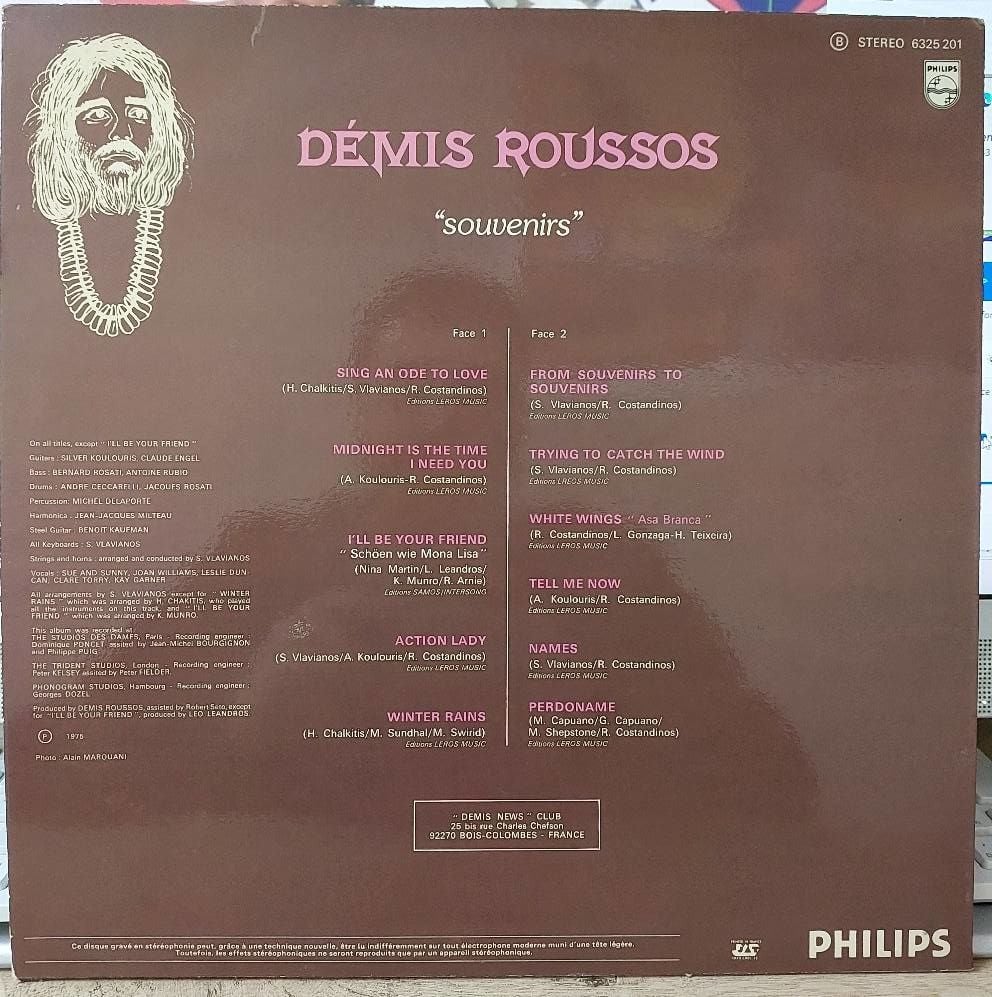 B STEREO 6325 201
PHILIPS
DÉMIS ROUSSOS
“souvenirs”
Face 1
SING AN ODE TO LOVE
(H. Chalkitis/S. Vlavianos/R. Costandinos)
Editions LEROS MUSIC
MIDNIGHT IS THE TIME
I NEED YOU
(A. Koulouris-R. Costandinos)
Editions LEROS MUSIC
I'LL BE YOUR FRIEND
“ Schöen wie Mona Lisa ”
(Nina Martin/L. Leandros/
K. Munro/R. Arnie)
Editions SAMOS/INTERSONG
ACTION LADY
(S. Vlavianos/A. Koulouris/R. Costandinos)
Editions LEROS MUSIC
WINTER RAINS
(H. Chalkitis/M. Sundhal/M. Swirid)
Editions LEROS MUSIC
Face 2
FROM SOUVENIRS TO
SOUVENIRS
(S. Vlavianos/R. Costandinos)
Editions LEROS MUSIC
TRYING TO CATCH THE WIND
(S. Vlavianos/R. Costandinos)
Editions LREOS MUSIC
WHITE WINGS “ Asa Branca ”
(R. Costandinos/L. Gonzaga-H. Teixeira)
Editions LEROS MUSIC
TELL ME NOW
(A. Koulouris/R. Costandinos)
Editions LEROS MUSIC
NAMES
(S. Vlavianos/R. Costandinos)
Editions LEROS MUSIC
PERDONAME
(M. Capuano/G. Capuano/
M. Shepstone/R. Costandinos)
Editions LEROS MUSIC
On all titles, except “ I'LL BE YOUR FRIEND ”
Guitars : SILVER KOULOURIS, CLAUDE ENGEL
Bass : BERNARD ROSATI, ANTOINE RUBIO
Drums : ANDRE CECCARELLI, JACQUES ROSATI
Percussion: MICHEL DELAPORTE
Harmonica : JEAN-JACQUES MILTEAU
Steel Guitar : BENOIT KAUFMAN
All Keyboards : S. VLAVIANOS
Strings and horns : arranged and conducted by S. VLAVIANOS
Vocals : SUE AND SUNNY, JOAN WILLIAMS, LESLIE DUN-
CAN, CLARE TORRY, KAY GARNER
All arrangements by S. VLAVIANOS except for “ WINTER
RAINS ” which was arranged by H. CHAKITIS, who played
all the instruments on this track, and “ I'LL BE YOUR
FRIEND ” which was arranged by K. MUNRO.
This album was recorded at :
THE STUDIOS DES DAMES, Paris - Recording engineer :
Dominique PONCET assited by Jean-Michel BOURGIGNON
and Philippe PUIG
THE TRIDENT STUDIOS, London - Recording engineer :
Peter KELSEY assited by Peter FIELDER.
PHONOGRAM STUDIOS, Hambourg - Recording engineer :
Georges DOZEL
Produced by DEMIS ROUSSOS, assisted by Robert Séto, except
for “I'LL BE YOUR FRIEND”, produced by LEO LEANDROS.
Ⓟ 1975
Photo : Alain MAROUANI
“ DEMIS NEWS ” CLUB
25 bis rue Charles Chefson
92270 BOIS-COLOMBES - FRANCE
Ce disque gravé en stéréophonie peut, grâce à une technique nouvelle, être lu indifféremment sur tout électrophone moderne muni d'une tête légère.
Toutefois, les effets stéréophoniques ne seront reproduits que par un appareil stéréophonique.
PRINTED IN FRANCE
PHILIPS